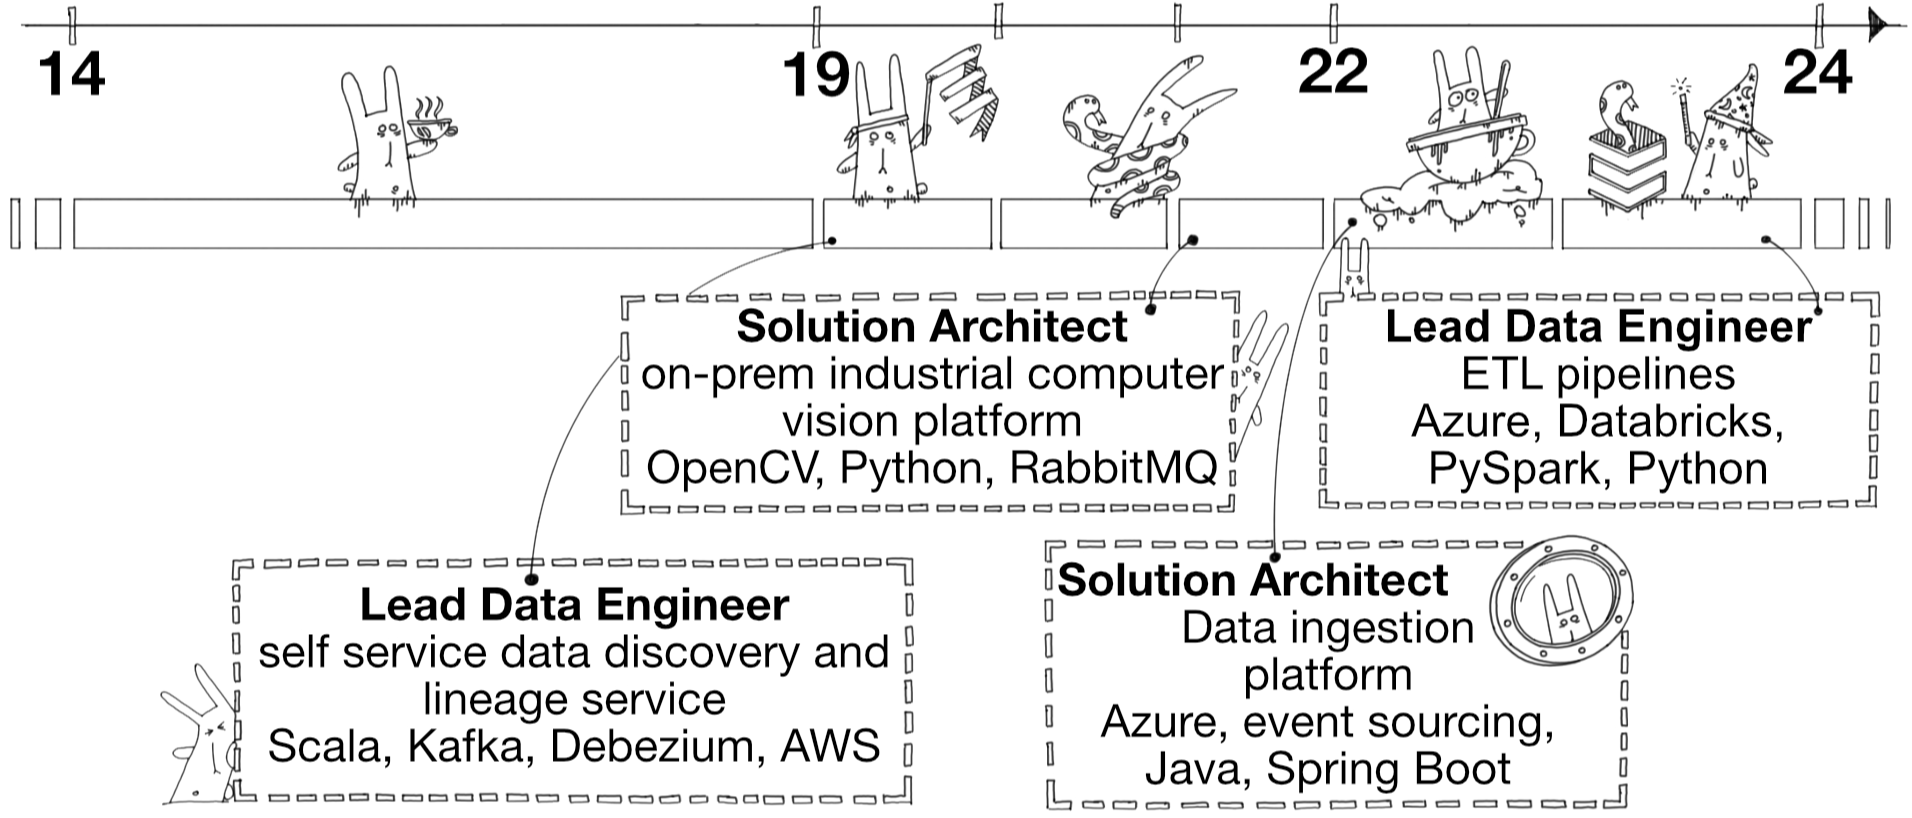 14
19
22
24
Solution Architect
on-prem industrial computer
vision platform
OpenCV, Python, RabbitMQ
Lead Data Engineer
ETL pipelines
Azure, Databricks,
PySpark, Python
Lead Data Engineer
self service data discovery and
lineage service
Scala, Kafka, Debezium, AWS
Solution Architect
Data ingestion
platform
Azure, event sourcing,
Java, Spring Boot